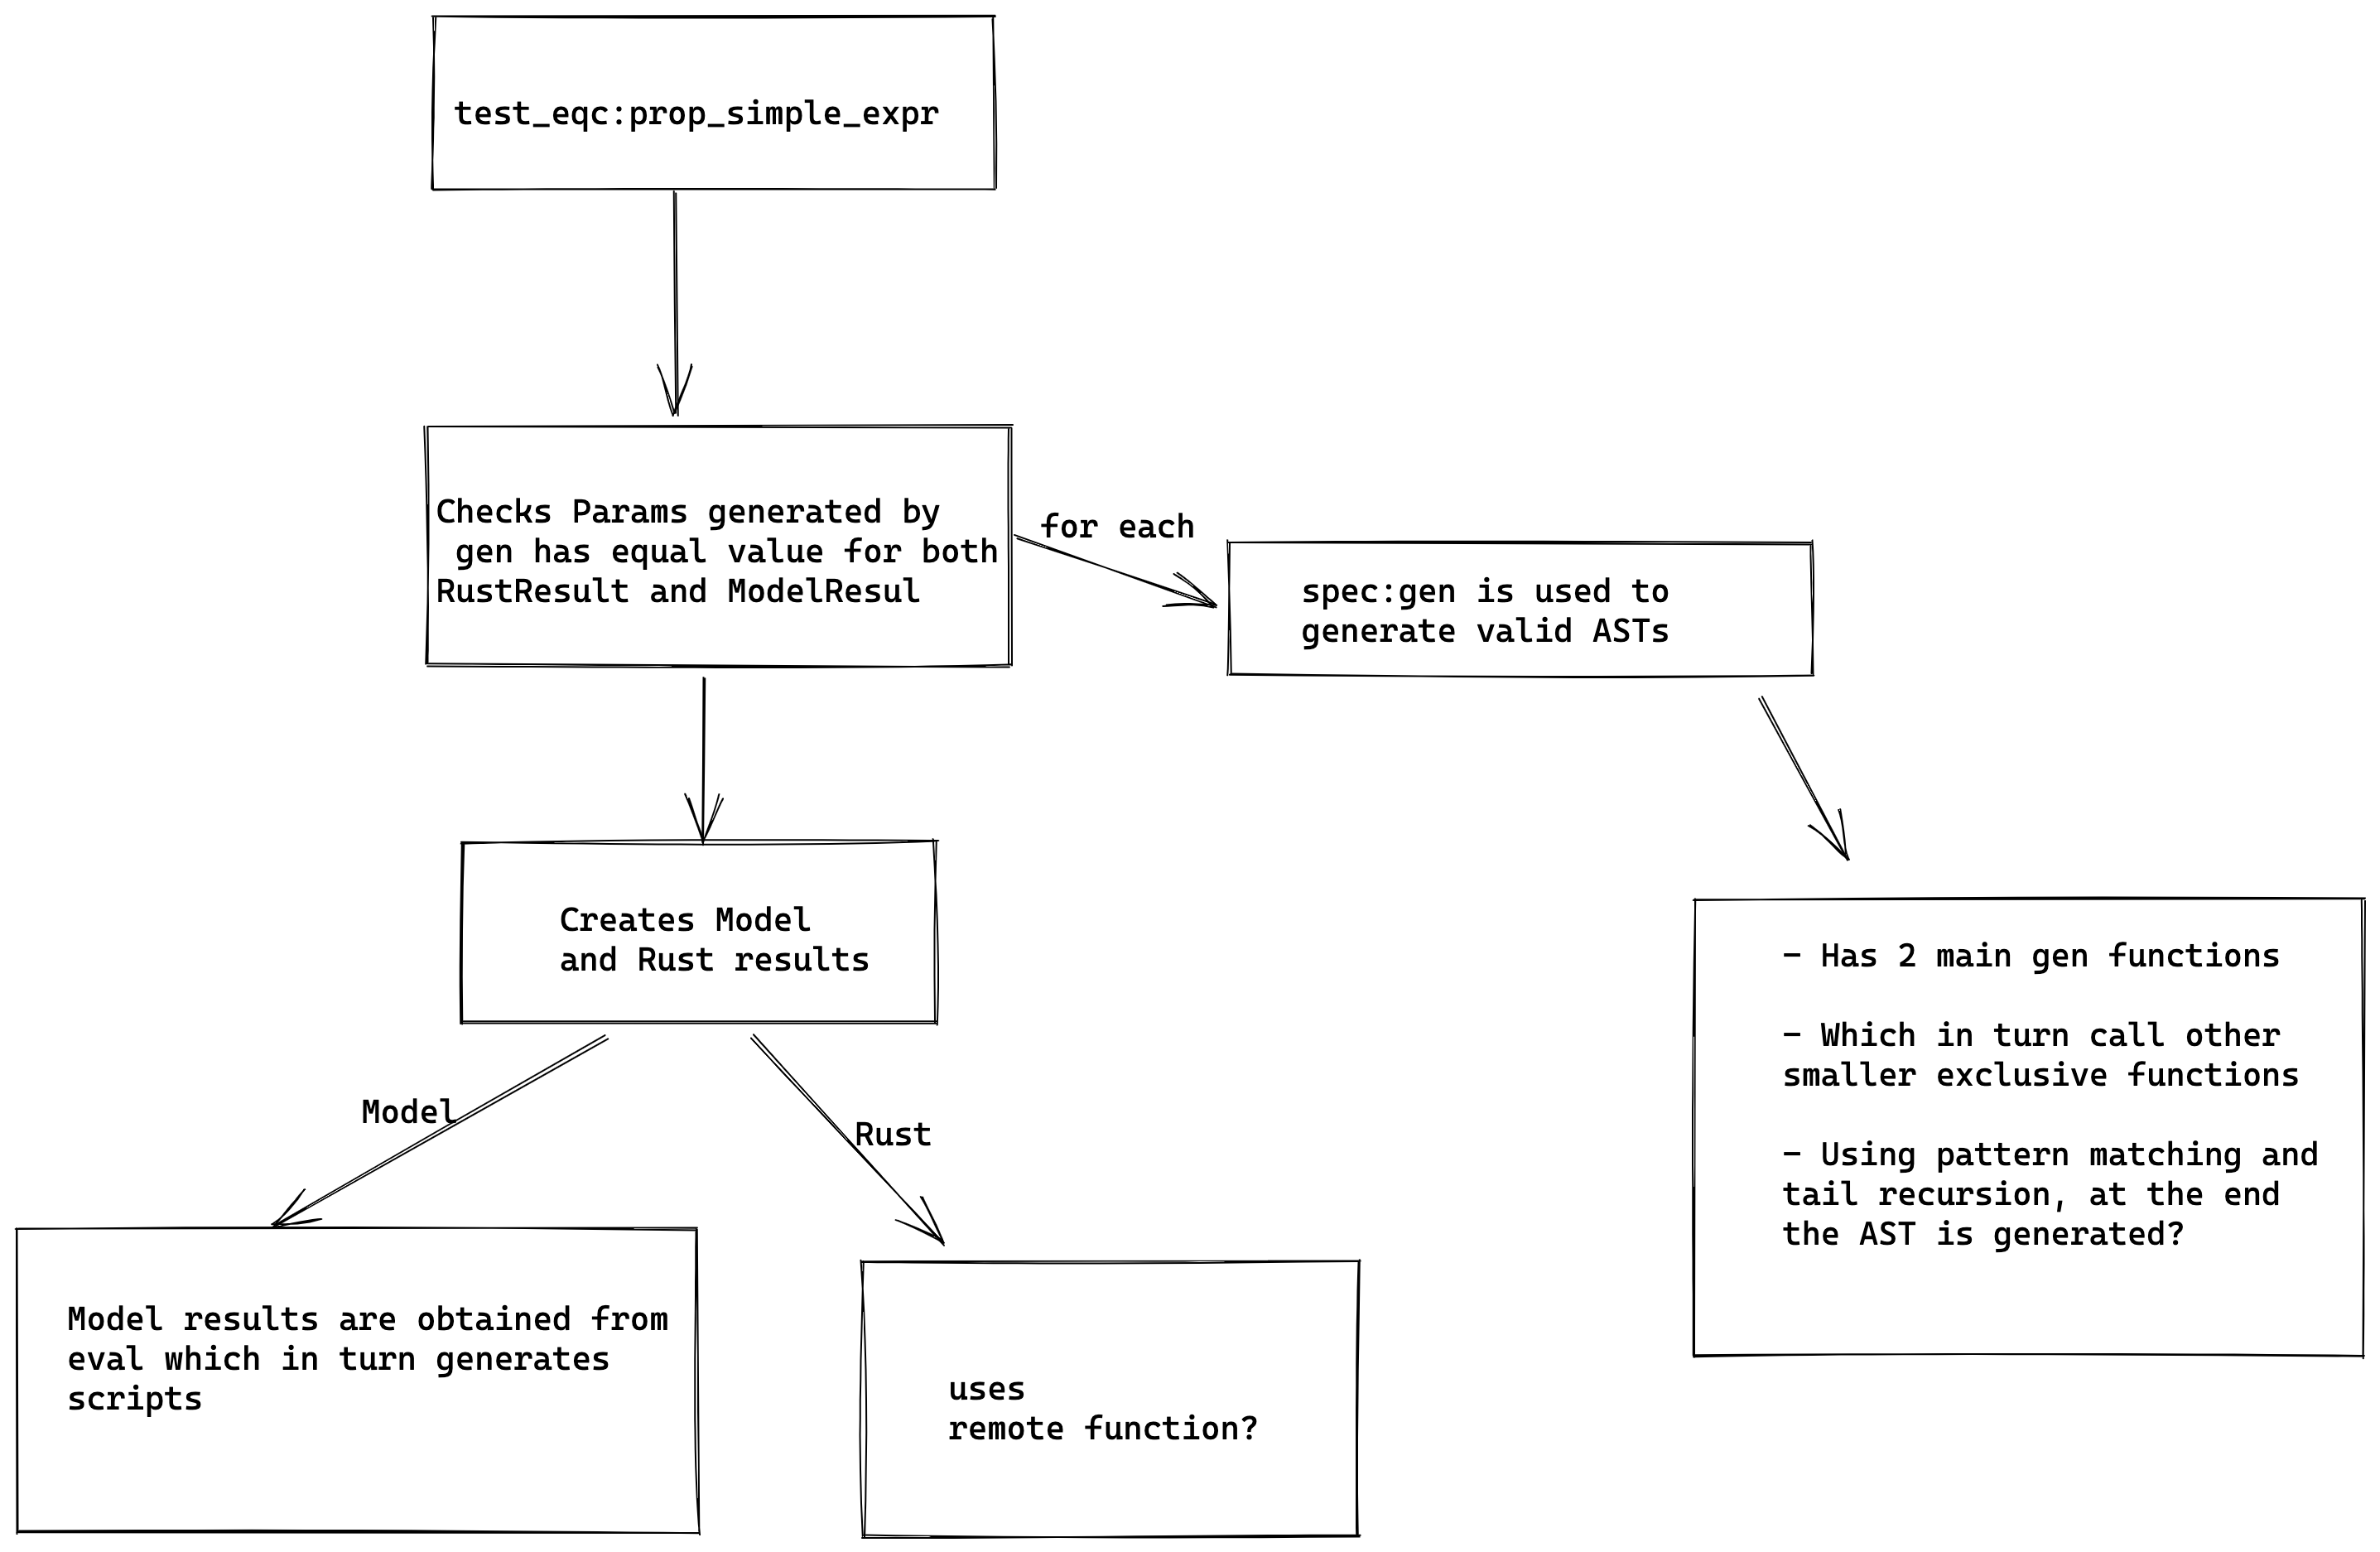 test_eqc:prop_simple_expr
Checks Params generated by
gen has equal value for both
RustResult and ModelResul
for each
spec:gen is used to
generate valid ASTs
Creates Model
and Rust results
- Has 2 main gen functions
- Which in turn call other
smaller exclusive functions
- Using pattern matching and
tail recursion, at the end
the AST is generated?
Model
Rust
Model results are obtained from
eval which in turn generates
scripts
uses
remote function?